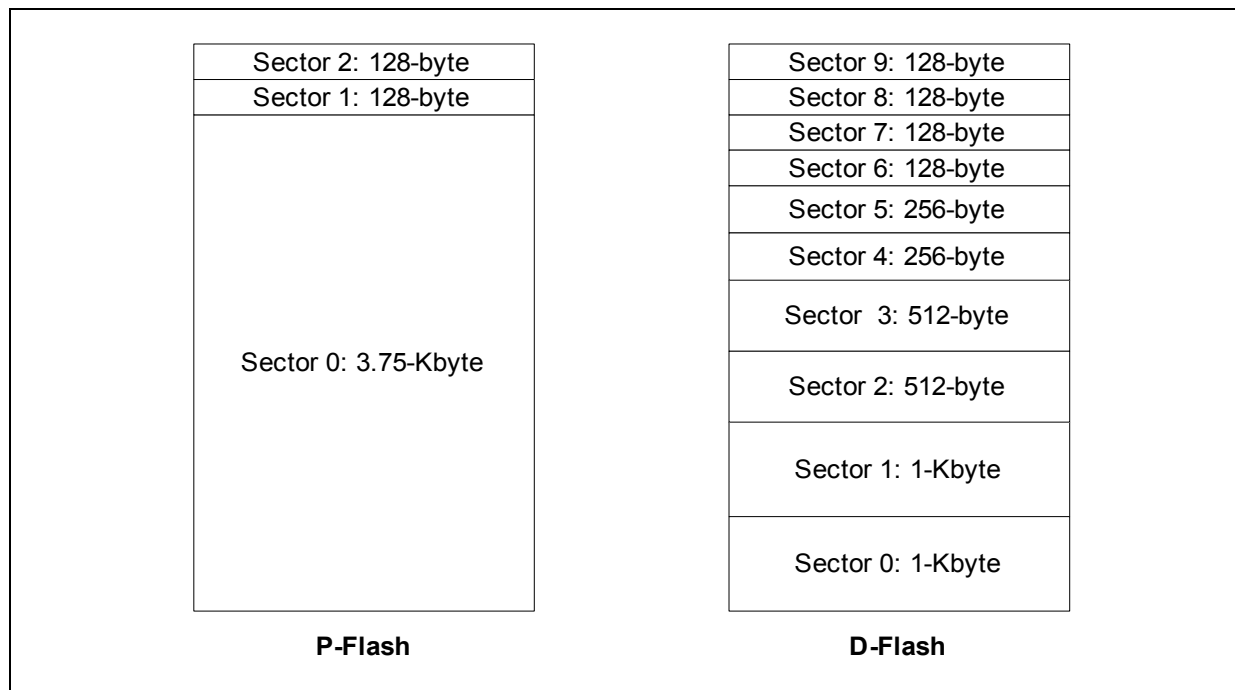 Sector 2: 128-byte
Sector 1: 128-byte
Sector 0: 3.75-Kbyte
P-Flash
Sector 9: 128-byte
Sector 8: 128-byte
Sector 7: 128-byte
Sector 6: 128-byte
Sector 5: 256-byte
Sector 4: 256-byte
Sector 3: 512-byte
Sector 2: 512-byte
Sector 1: 1-Kbyte
Sector 0: 1-Kbyte
D-Flash